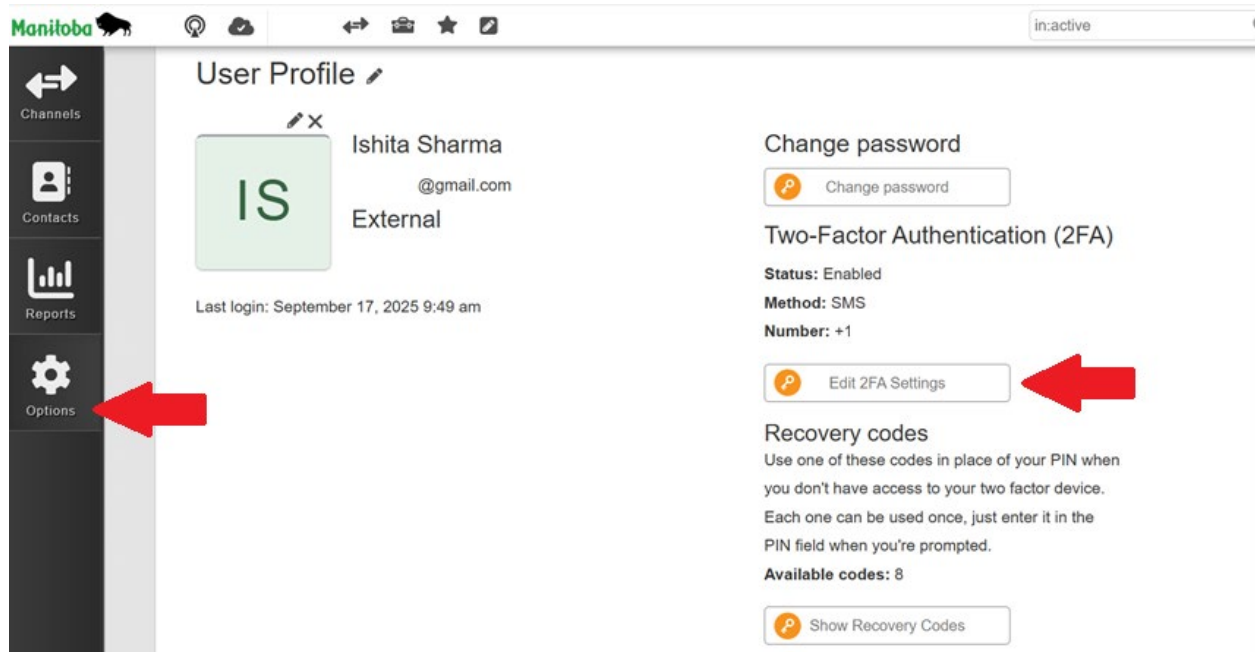 Manitoba
in:active
Channels
Contacts
Reports
Options
User Profile
IS
Ishita Sharma
@gmail.com
External
Last login: September 17, 2025 9:49 am
Change password
Change password
Two-Factor Authentication (2FA)
Status: Enabled
Method: SMS
Number: +1
Edit 2FA Settings
Recovery codes
Use one of these codes in place of your PIN when
you don't have access to your two factor device.
Each one can be used once, just enter it in the
PIN field when you're prompted.
Available codes: 8
Show Recovery Codes